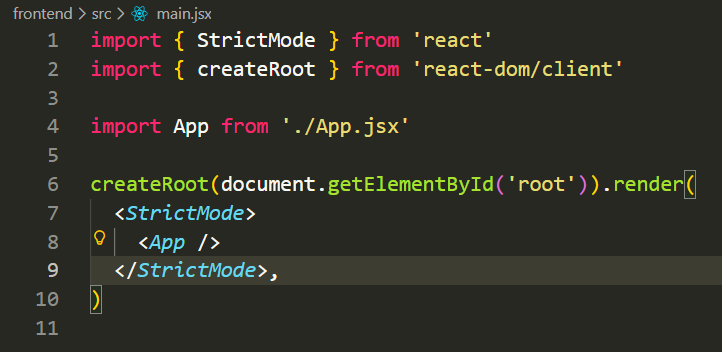 frontend > src > main.jsx
1 import { StrictMode } from 'react'
2 import { createRoot } from 'react-dom/client'
3
4 import App from './App.jsx'
5
6 createRoot(document.getElementById('root')).render(
7   <StrictMode>
8     <App />
9   </StrictMode>,
10 )
11